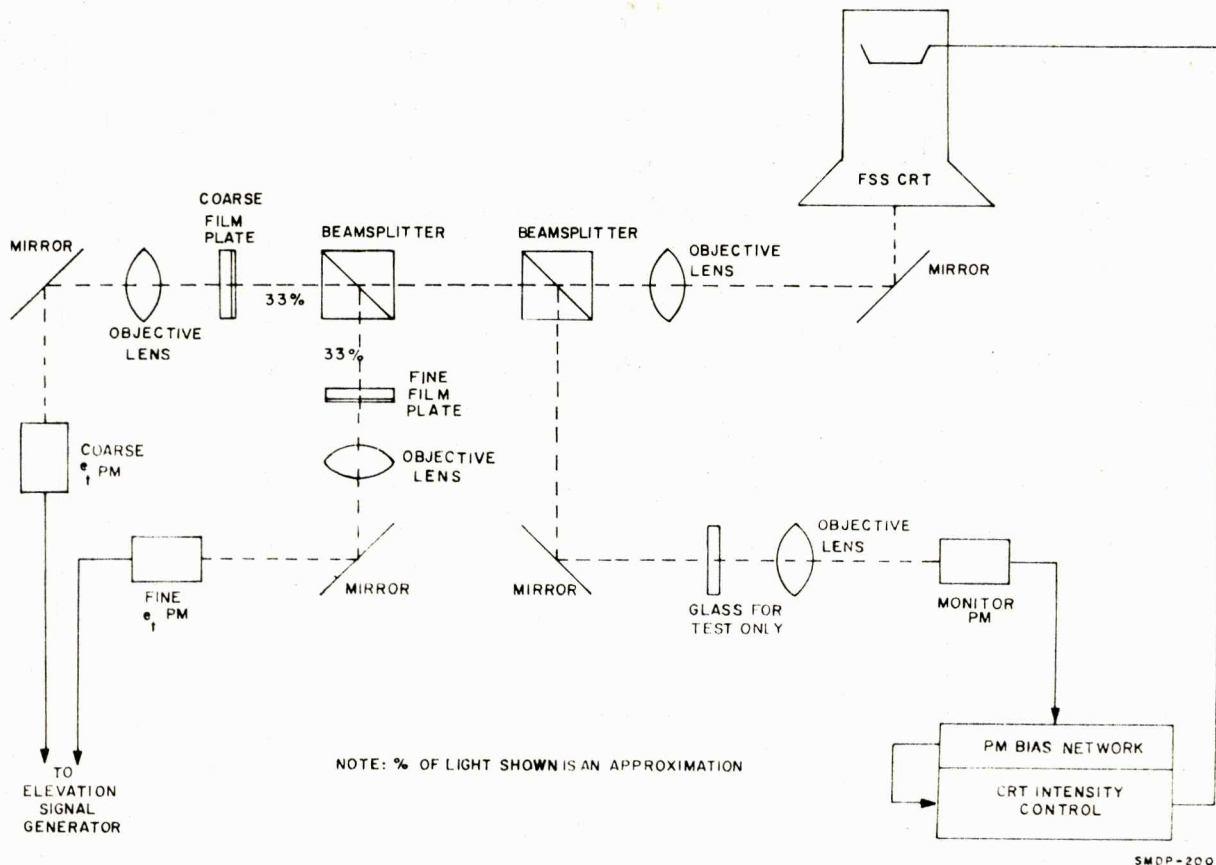 FSS CRT
COARSE
FILM
PLATE
MIRROR
BEAMSPLITTER
BEAMSPLITTER
OBJECTIVE
LENS
MIRROR
33%
OBJECTIVE
LENS
33%
FINE
FILM
PLATE
COARSE
e_t PM
OBJECTIVE
LENS
OBJECTIVE
LENS
FINE
e_t PM
MIRROR
MIRROR
GLASS FOR
TEST ONLY
MONITOR
PM
PM BIAS NETWORK
NOTE: % OF LIGHT SHOWN IS AN APPROXIMATION
TO
ELEVATION
SIGNAL
GENERATOR
CRT INTENSITY
CONTROL
SMDP-200